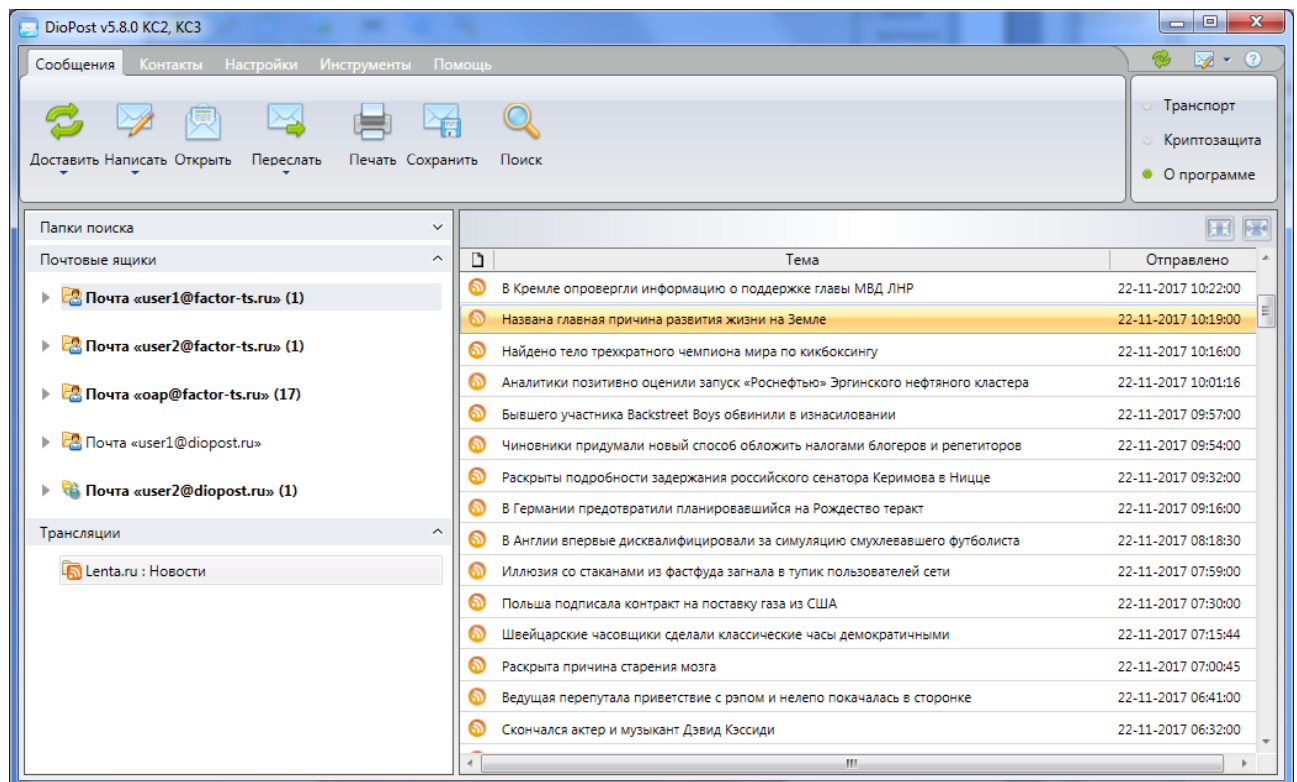 DioPost v5.8.0 KC2, KC3
Сообщения Контакты Настройки Инструменты Помощь
Доставить Написать Открыть Переслать Печать Сохранить Поиск
Транспорт
Криптозащита
О программе
Папки поиска
Почтовые ящики
Почта «user1@factor-ts.ru» (1)
Почта «user2@factor-ts.ru» (1)
Почта «oap@factor-ts.ru» (17)
Почта «user1@diopost.ru»
Почта «user2@diopost.ru» (1)
Трансляции
Lenta.ru : Новости
Тема Отправлено
В Кремле опровергли информацию о поддержке главы МВД ЛНР 22-11-2017 10:22:00
Названа главная причина развития жизни на Земле 22-11-2017 10:19:00
Найдено тело трехкратного чемпиона мира по кикбоксингу 22-11-2017 10:16:00
Аналитики позитивно оценили запуск «Роснефтью» Эргинского нефтяного кластера 22-11-2017 10:01:16
Бывшего участника Backstreet Boys обвинили в изнасиловании 22-11-2017 09:57:00
Чиновники придумали новый способ обложить налогами блогеров и репетиторов 22-11-2017 09:54:00
Раскрыты подробности задержания российского сенатора Керимова в Ницце 22-11-2017 09:32:00
В Германии предотвратили планировавшийся на Рождество теракт 22-11-2017 09:16:00
В Англии впервые дисквалифицировали за симуляцию смухлевавшего футболиста 22-11-2017 08:18:30
Иллюзия со стаканами из фастфуда загнала в тупик пользователей сети 22-11-2017 07:59:00
Польша подписала контракт на поставку газа из США 22-11-2017 07:30:00
Швейцарские часовщики сделали классические часы демократичными 22-11-2017 07:15:44
Раскрыта причина старения мозга 22-11-2017 07:00:45
Ведущая перепутала приветствие с рэпом и нелепо покачалась в сторонке 22-11-2017 06:41:00
Скончался актер и музыкант Дэвид Кэссиди 22-11-2017 06:32:00